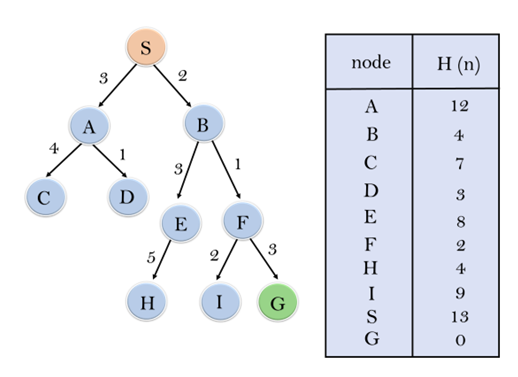 S
3
2
A
B
4
1
3
1
C
D
E
F
5
2
3
H
I
G
node H (n)
A 12
B 4
C 7
D 3
E 8
F 2
H 4
I 9
S 13
G 0